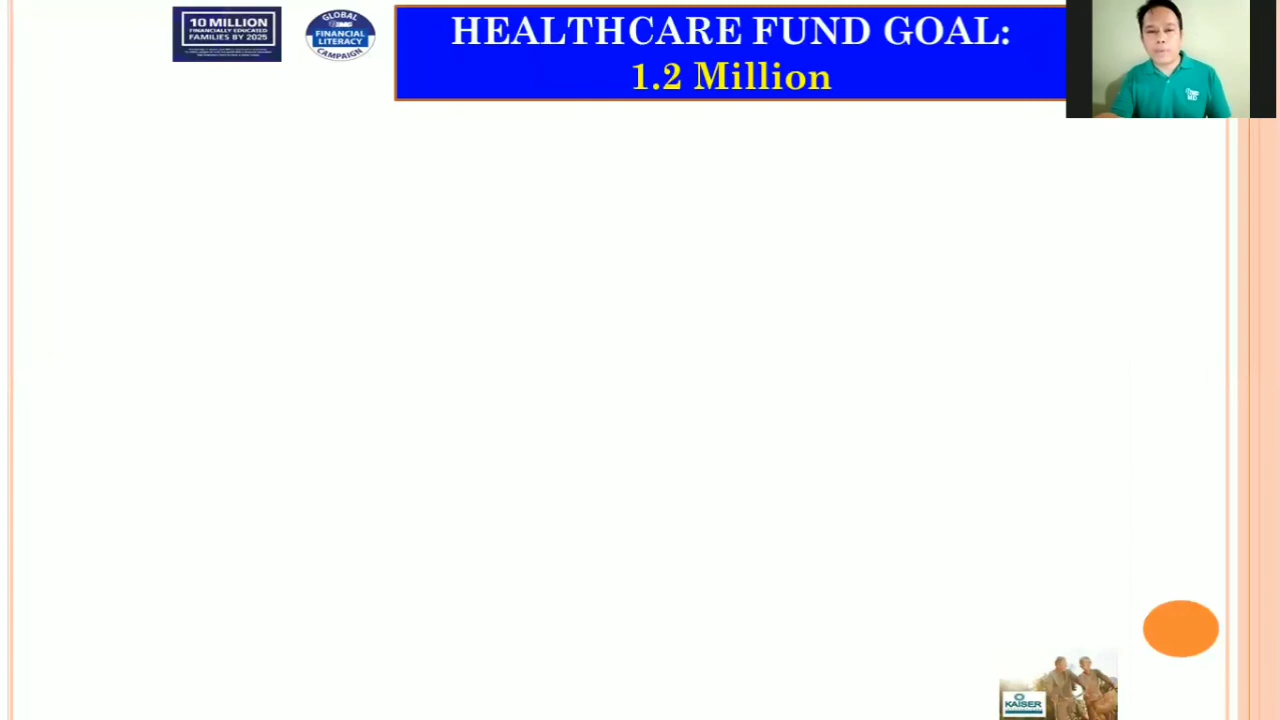 10 MILLION
FINANCIALLY EDUCATED
FAMILIES BY 2025
GLOBAL
FINANCIAL
LITERACY
CAMPAIGN
HEALTHCARE FUND GOAL:
1.2 Million
KAISER